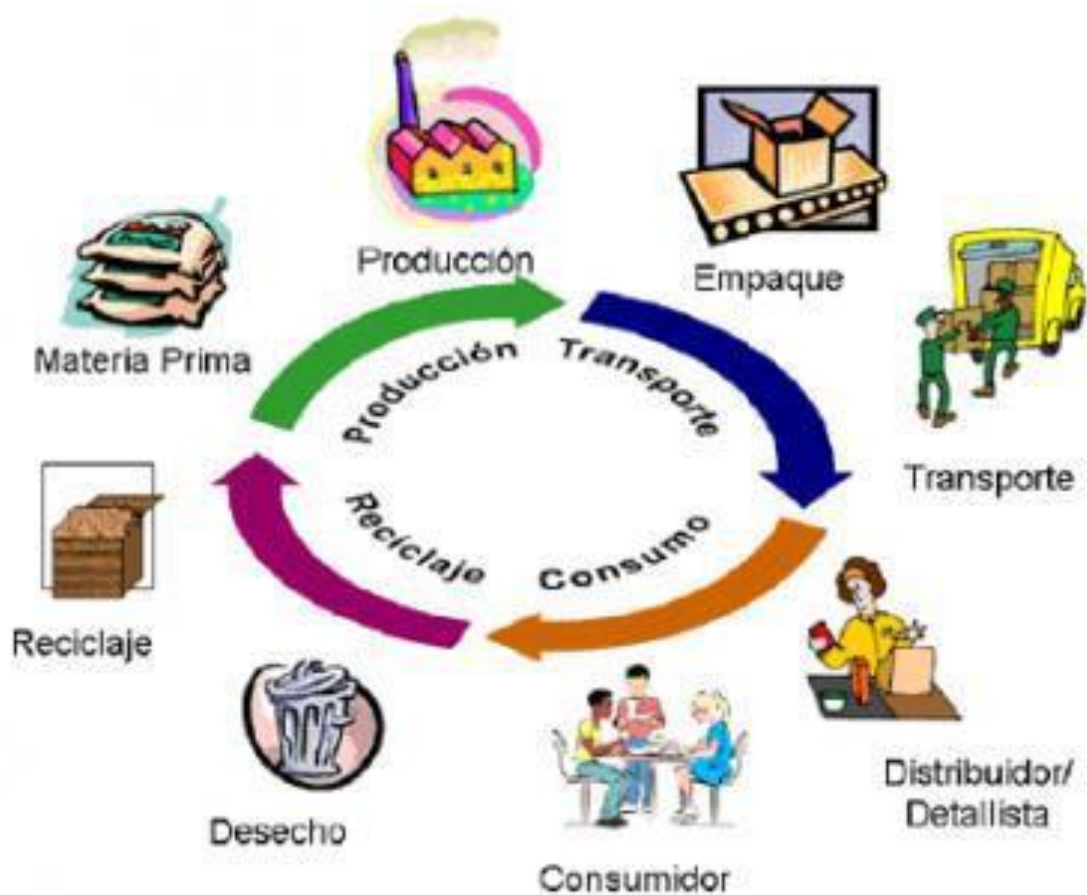 Producción
Empaque
Materia Prima
Producción
Transporte
Transporte
Reciclaje
Consumo
Reciclaje
Distribuidor/
Detallista
Desecho
Consumidor